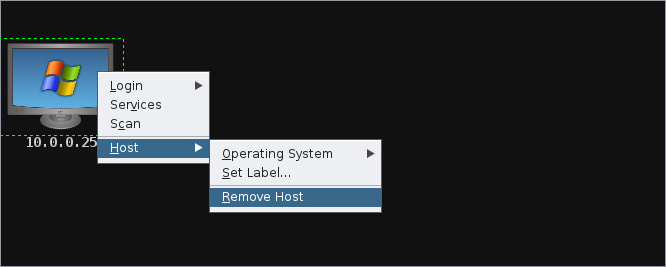 Login
Services
Scan
Host
10.0.0.25
Operating System
Set Label...
Remove Host